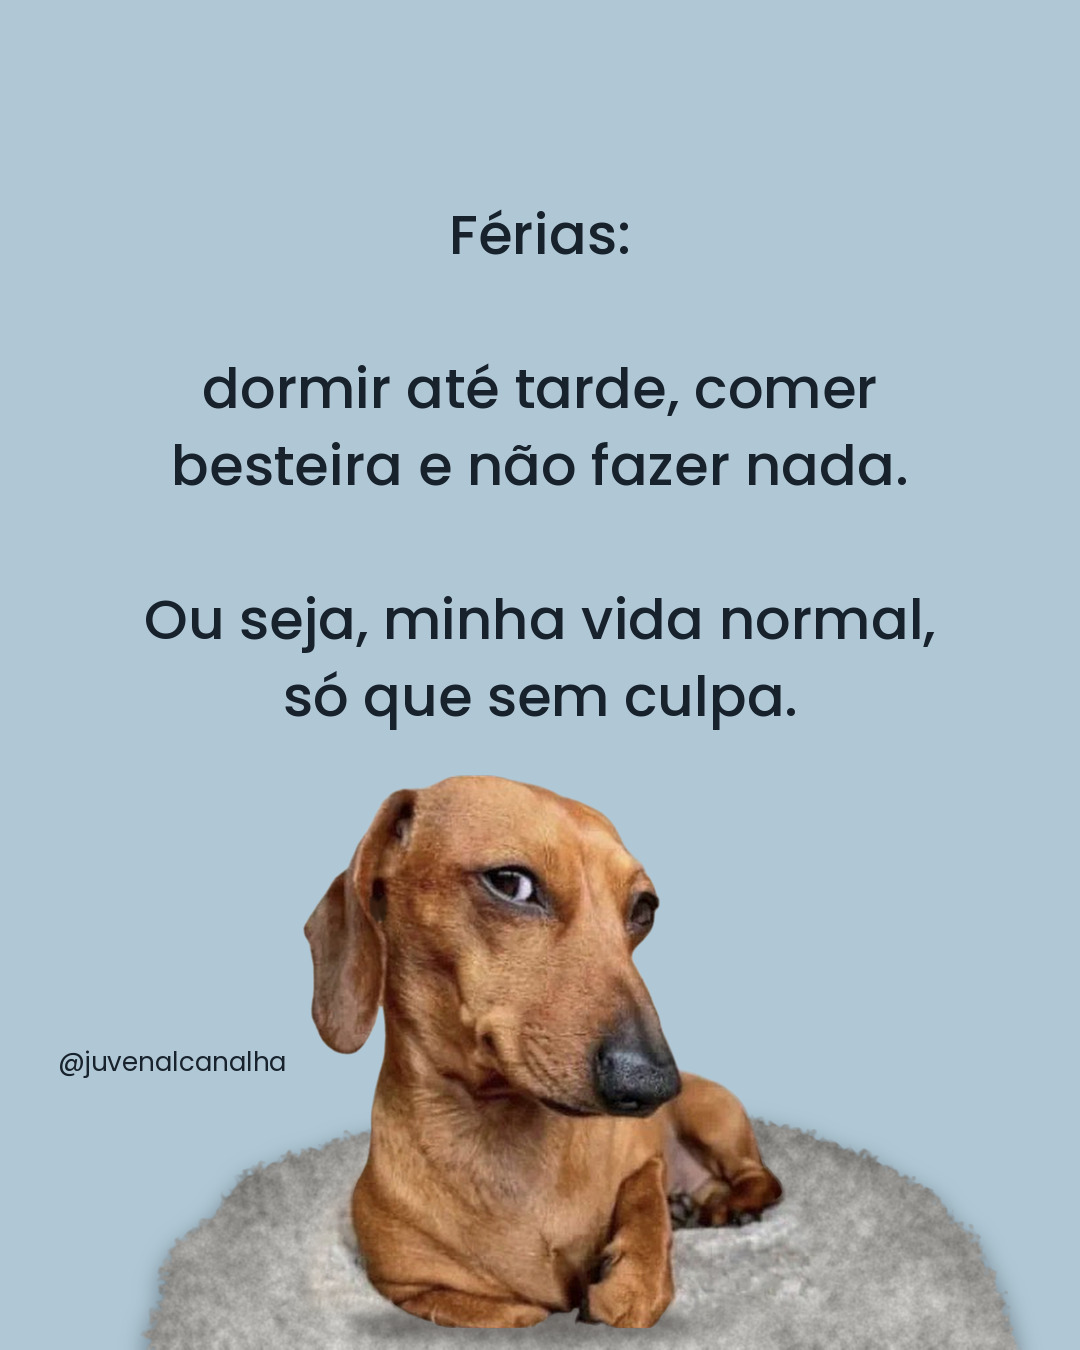 Férias:
dormir até tarde, comer
besteira e não fazer nada.
Ou seja, minha vida normal,
só que sem culpa.
@juvenalcanalha